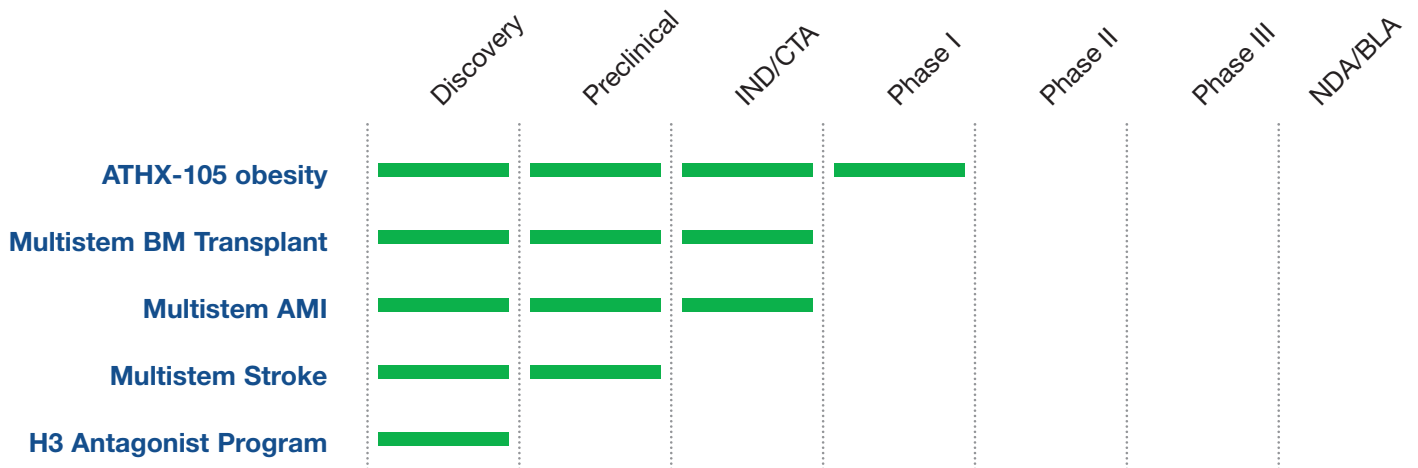 Discovery
Preclinical
IND/CTA
Phase I
Phase II
Phase III
NDA/BLA
ATHX-105 obesity
Multistem BM Transplant
Multistem AMI
Multistem Stroke
H3 Antagonist Program